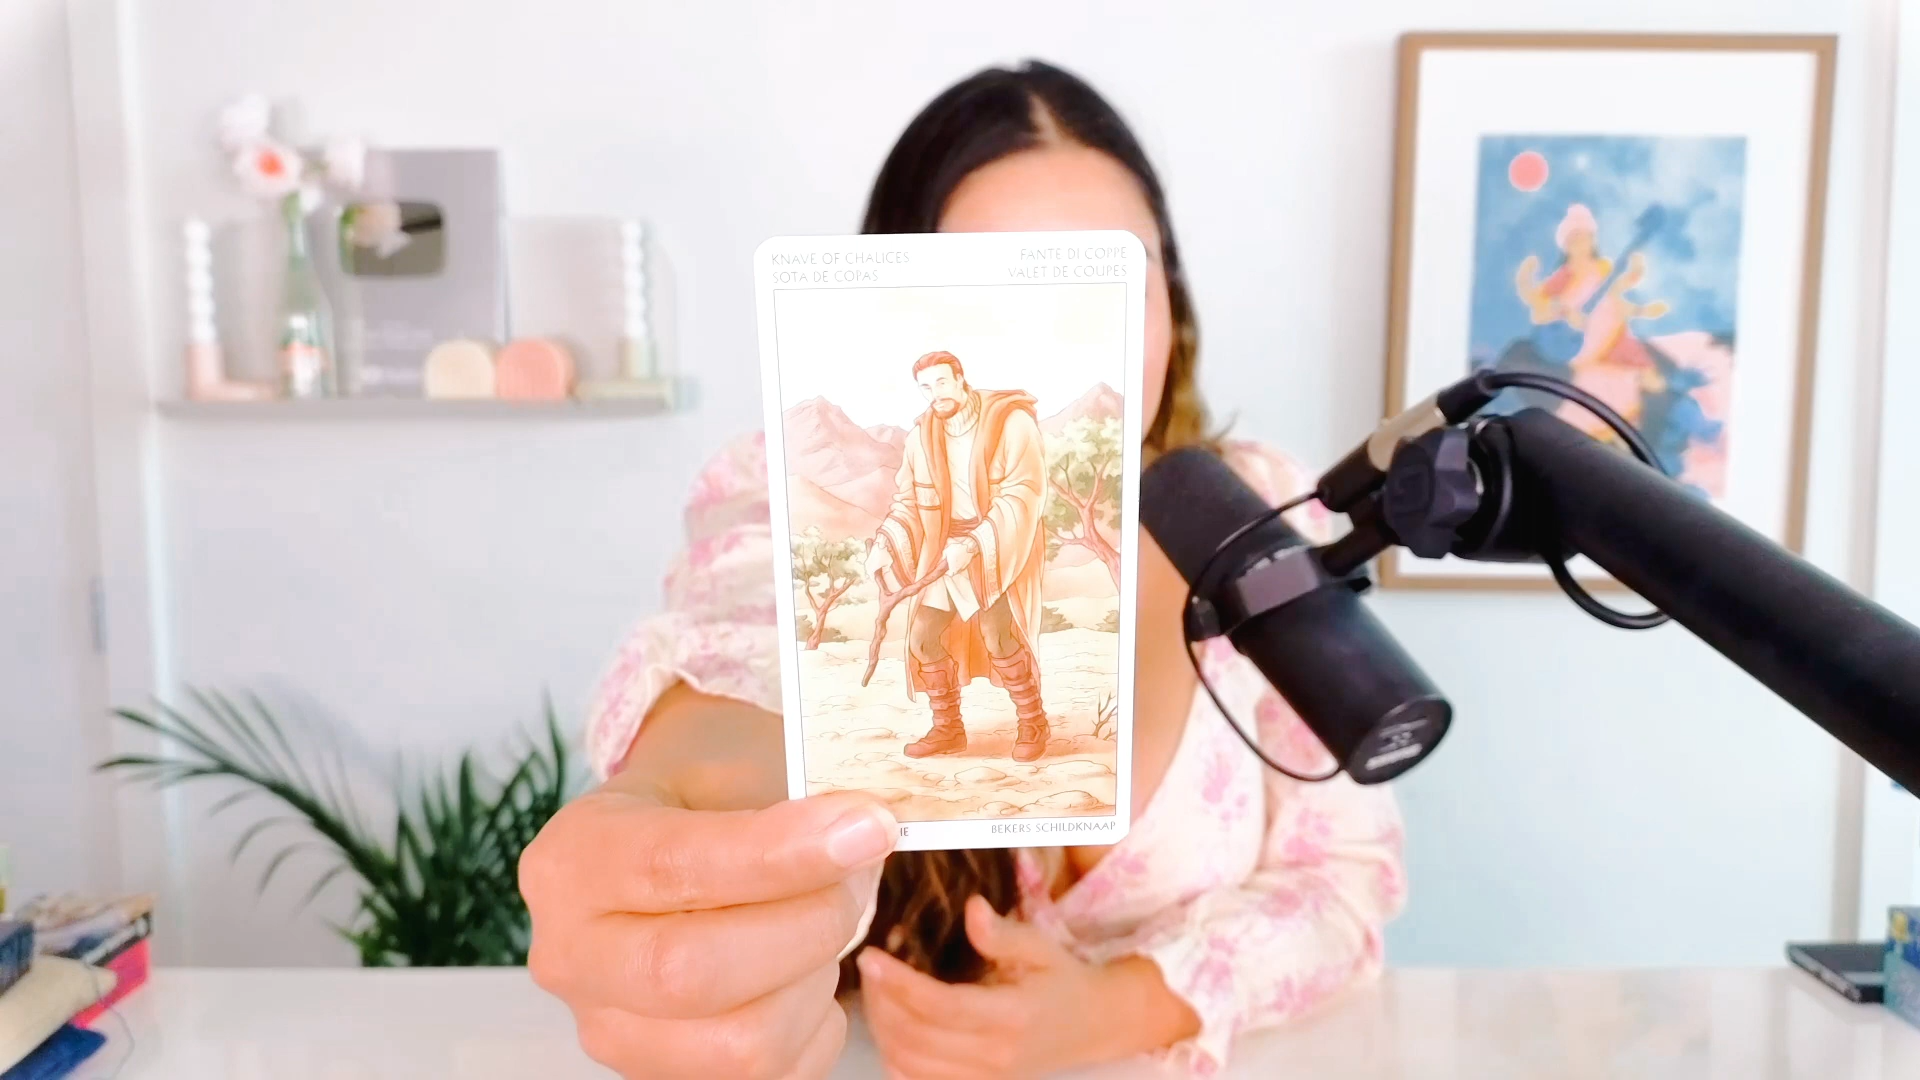 KNAVE OF CHALICES
SOTA DE COPAS
FANTE DI COPPE
VALET DE COUPES
BEKERS SCHILDKNAAP